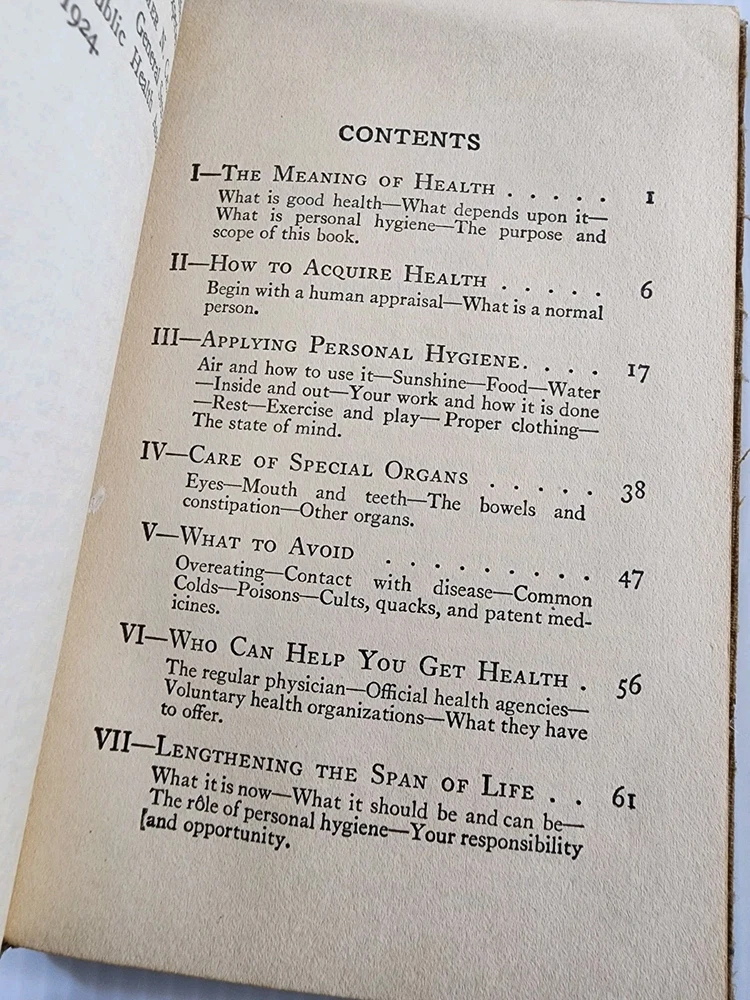 General
Public Health
1924
CONTENTS
I—THE MEANING OF HEALTH . . . . . 1
What is good health—What depends upon it—
What is personal hygiene—The purpose and
scope of this book.
II—HOW TO ACQUIRE HEALTH . . . . . 6
Begin with a human appraisal—What is a normal
person.
III—APPLYING PERSONAL HYGIENE. . . . 17
Air and how to use it—Sunshine—Food—Water
—Inside and out—Your work and how it is done
—Rest—Exercise and play—Proper clothing—
The state of mind.
IV—CARE OF SPECIAL ORGANS . . . . . 38
Eyes—Mouth and teeth—The bowels and
constipation—Other organs.
V—WHAT TO AVOID . . . . . . . . . 47
Overeating—Contact with disease—Common
Colds—Poisons—Cults, quacks, and patent med-
icines.
VI—WHO CAN HELP YOU GET HEALTH . 56
The regular physician—Official health agencies—
Voluntary health organizations—What they have
to offer.
VII—LENGTHENING THE SPAN OF LIFE . . 61
What it is now—What it should be and can be—
The rôle of personal hygiene—Your responsibility
[and opportunity.